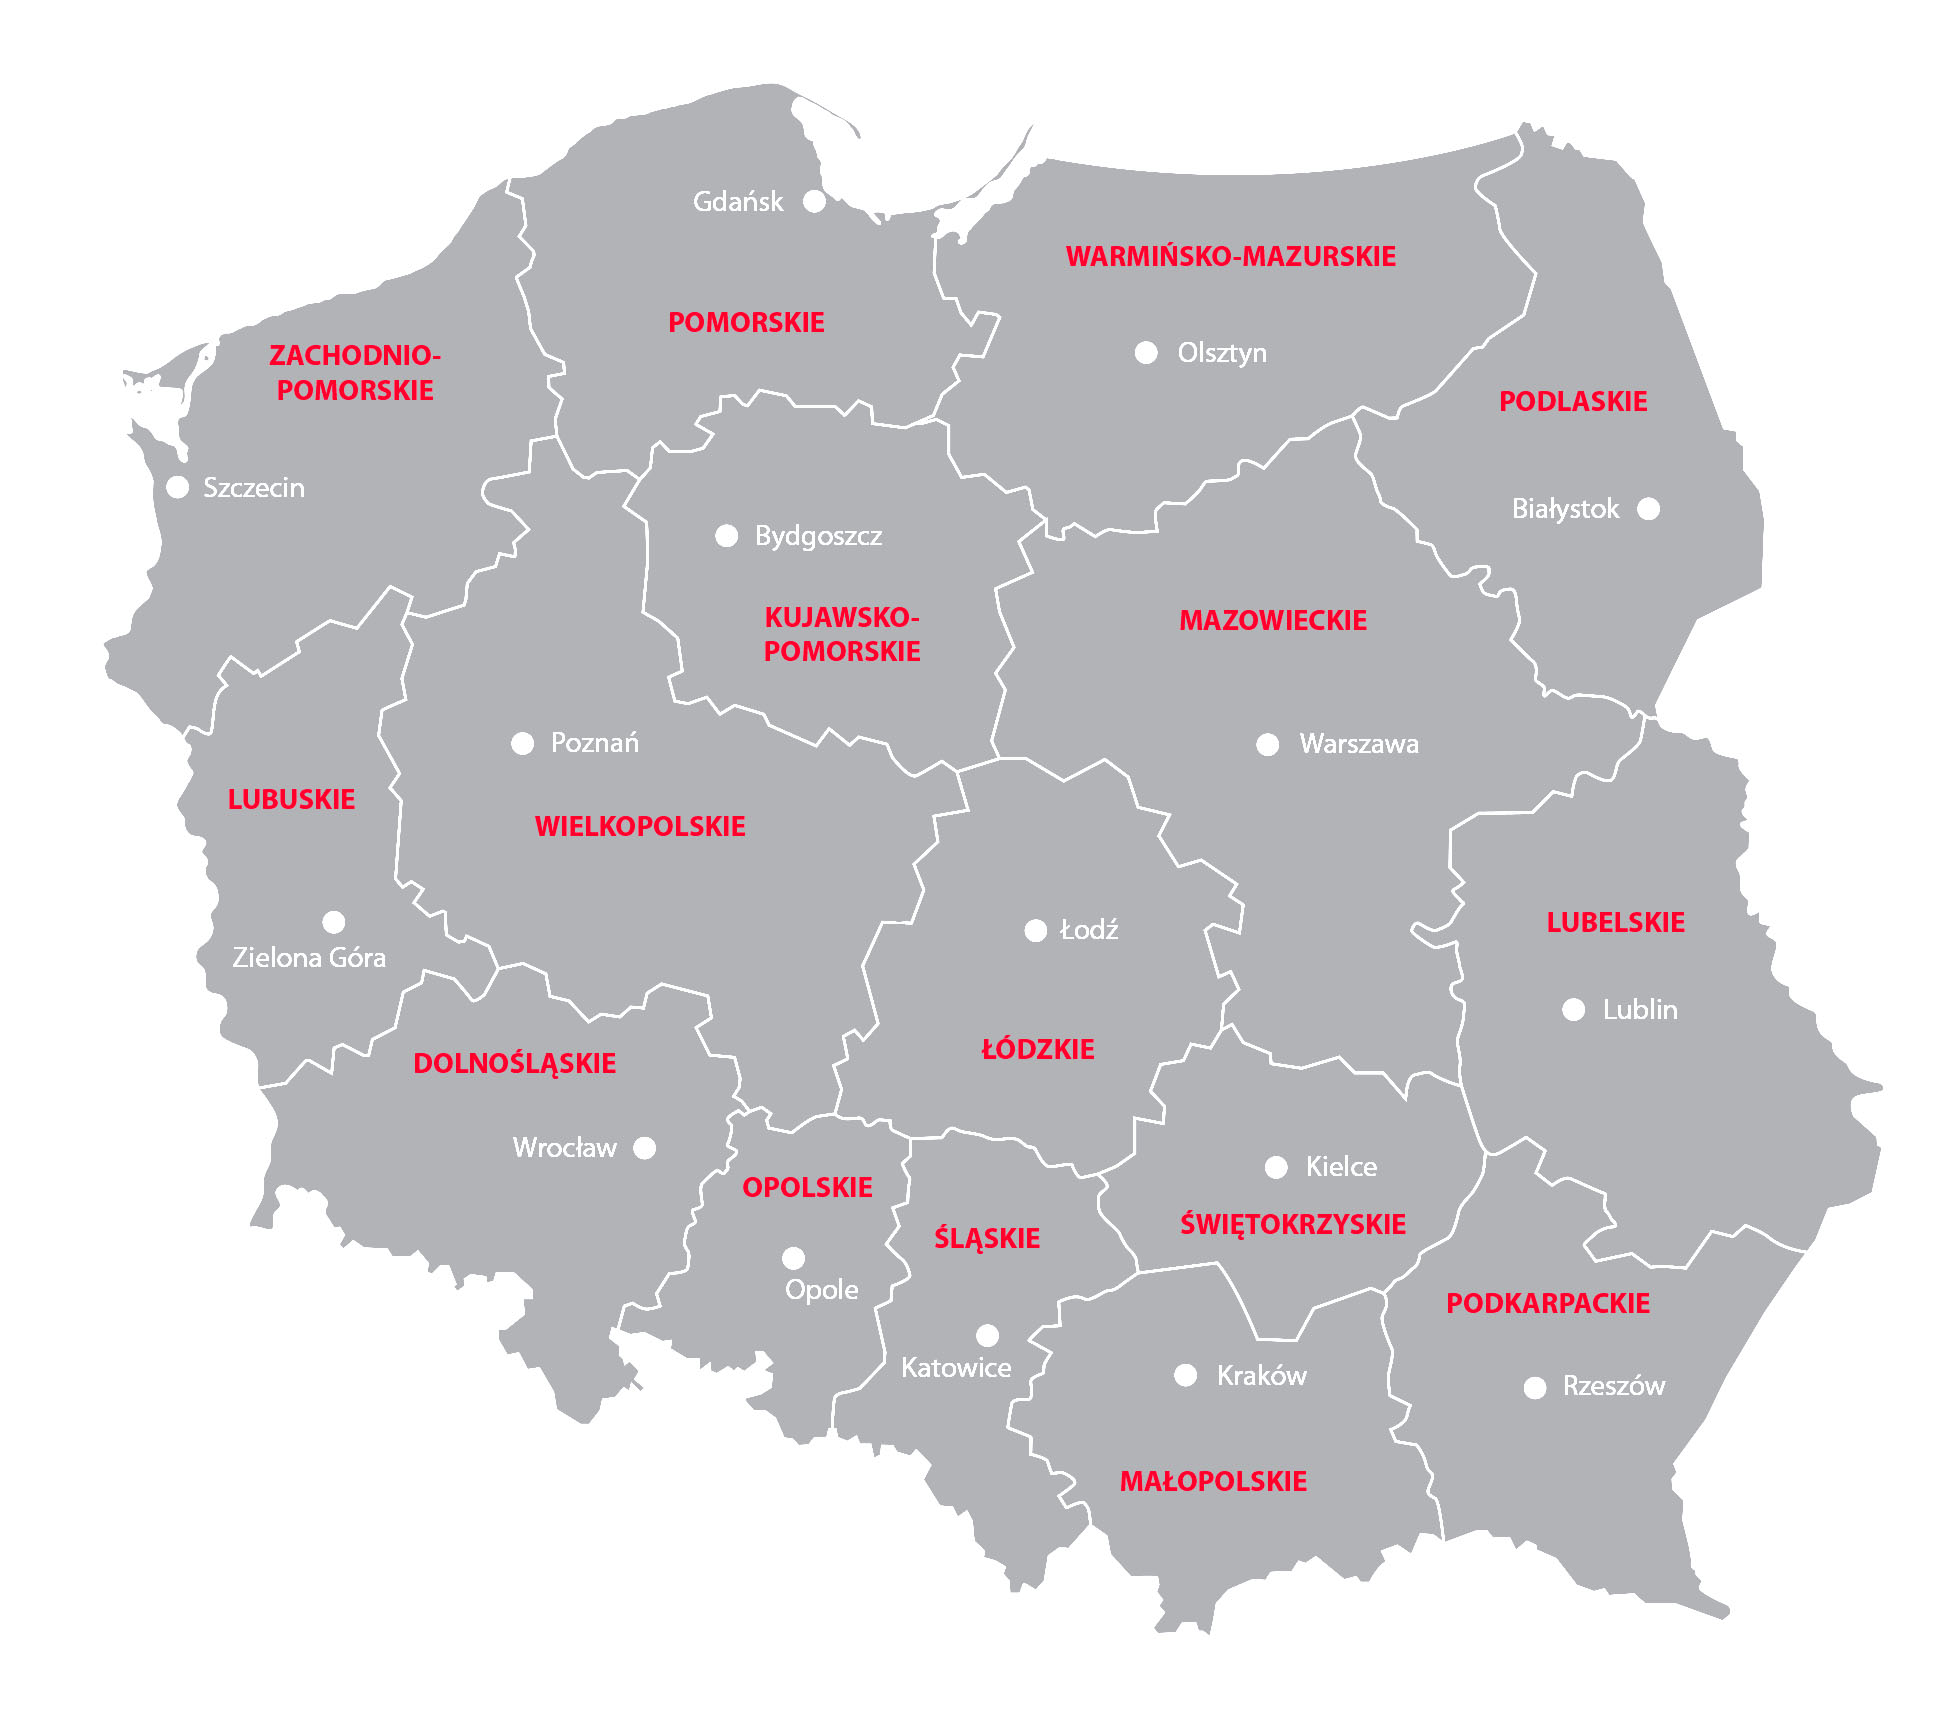 Gdańsk
WARMIŃSKO-MAZURSKIE
POMORSKIE
ZACHODNIO-
POMORSKIE
Olsztyn
PODLASKIE
Szczecin
Białystok
Bydgoszcz
KUJAWSKO-
POMORSKIE
MAZOWIECKIE
Poznań
Warszawa
LUBUSKIE
WIELKOPOLSKIE
LUBELSKIE
Łodź
Zielona Góra
Lublin
ŁÓDZKIE
DOLNOŚLĄSKIE
Wrocław
Kielce
OPOLSKIE
ŚWIĘTOKRZYSKIE
ŚLĄSKIE
Opole
PODKARPACKIE
Katowice
Kraków
Rzeszów
MAŁOPOLSKIE